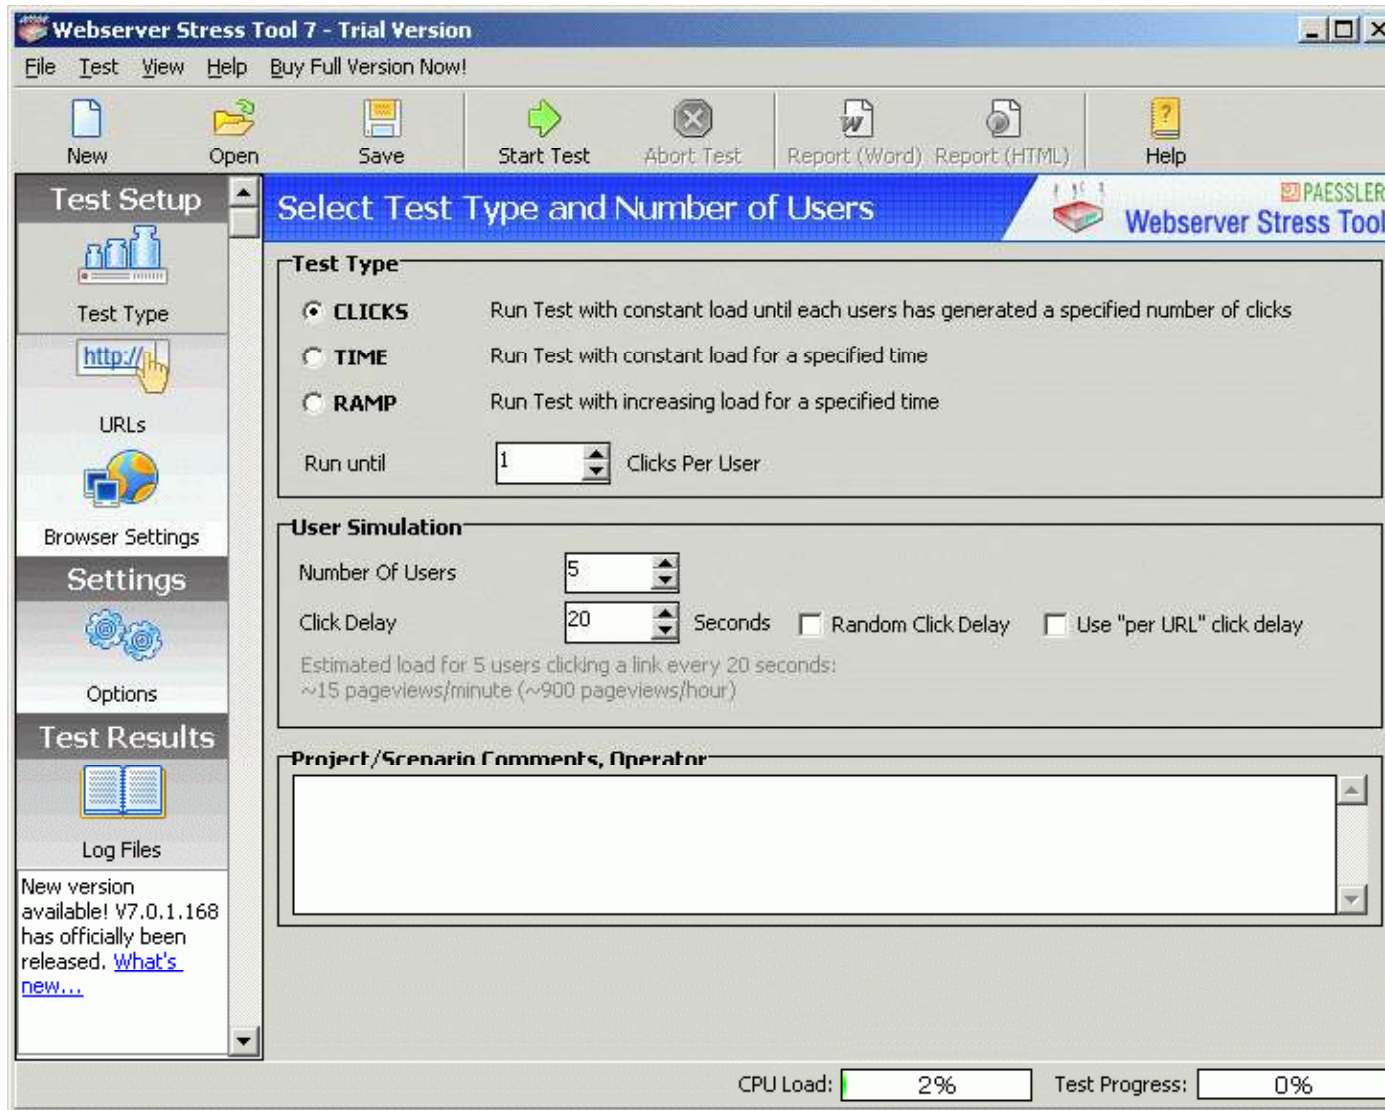 Webserver Stress Tool 7 - Trial Version
File Test View Help Buy Full Version Now!
New Open Save Start Test Abort Test Report (Word) Report (HTML) Help
Test Setup
Test Type
http://
URLs
Browser Settings
Settings
Options
Test Results
Log Files
New version
available! V7.0.1.168
has officially been
released. What's
new...
Select Test Type and Number of Users
PAESSLER
Webserver Stress Tool
Test Type
CLICKS Run Test with constant load until each users has generated a specified number of clicks
TIME Run Test with constant load for a specified time
RAMP Run Test with increasing load for a specified time
Run until 1 Clicks Per User
User Simulation
Number Of Users 5
Click Delay 20 Seconds Random Click Delay Use "per URL" click delay
Estimated load for 5 users clicking a link every 20 seconds:
~15 pageviews/minute (~900 pageviews/hour)
Project/Scenario Comments, Operator
CPU Load: 2% Test Progress: 0%